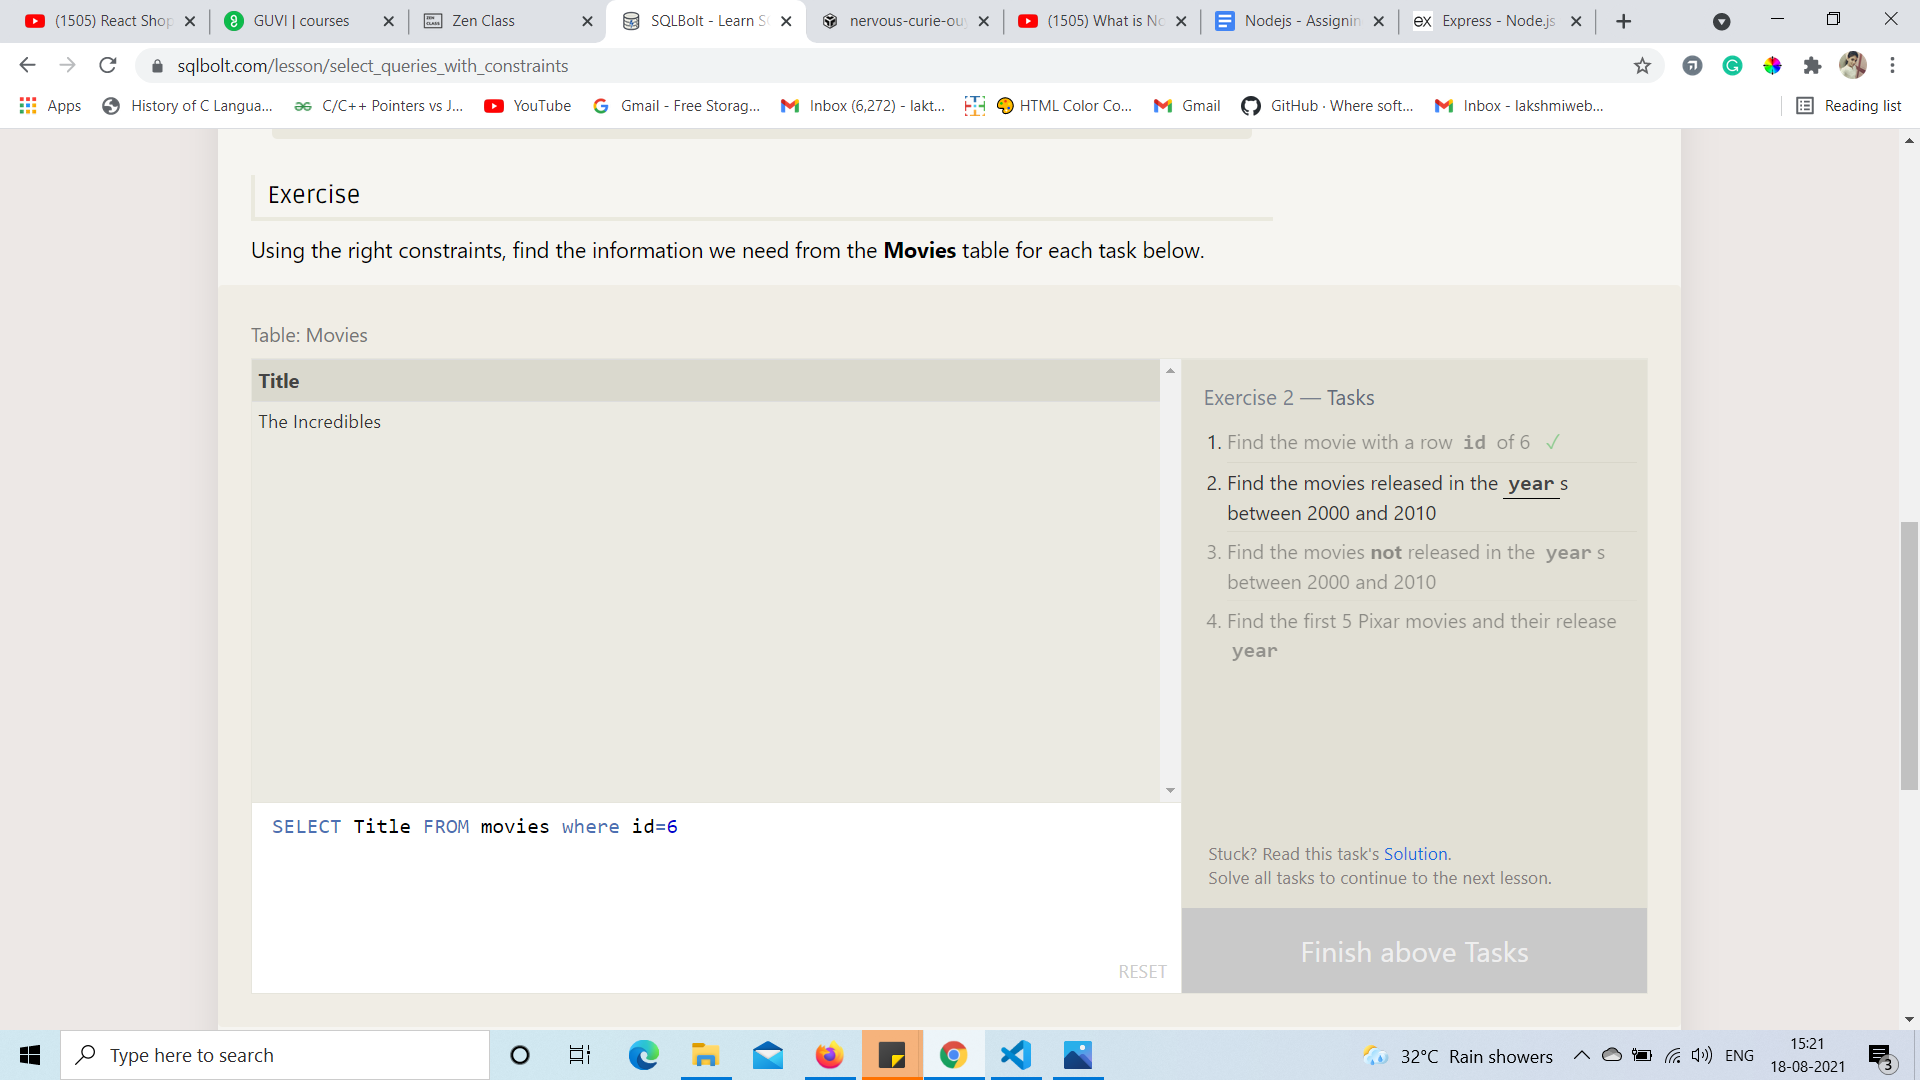 (1505) React Shop
GUVI | courses
Zen Class
SQLBolt - Learn S
nervous-curie-ou
(1505) What is No
Nodejs - Assignin
Express - Node.js
sqlbolt.com/lesson/select_queries_with_constraints
Apps
History of C Langua...
C/C++ Pointers vs J...
YouTube
Gmail - Free Storag...
Inbox (6,272) - lakt...
HTML Color Co...
Gmail
GitHub · Where soft...
Inbox - lakshmiweb...
Reading list
Exercise
Using the right constraints, find the information we need from the Movies table for each task below.
Table: Movies
Title
The Incredibles
Exercise 2 — Tasks
1. Find the movie with a row id of 6 ✓
2. Find the movies released in the year s
between 2000 and 2010
3. Find the movies not released in the year s
between 2000 and 2010
4. Find the first 5 Pixar movies and their release
year
SELECT Title FROM movies where id=6
RESET
Stuck? Read this task's Solution.
Solve all tasks to continue to the next lesson.
Finish above Tasks
Type here to search
32°C Rain showers
ENG
15:21
18-08-2021
3